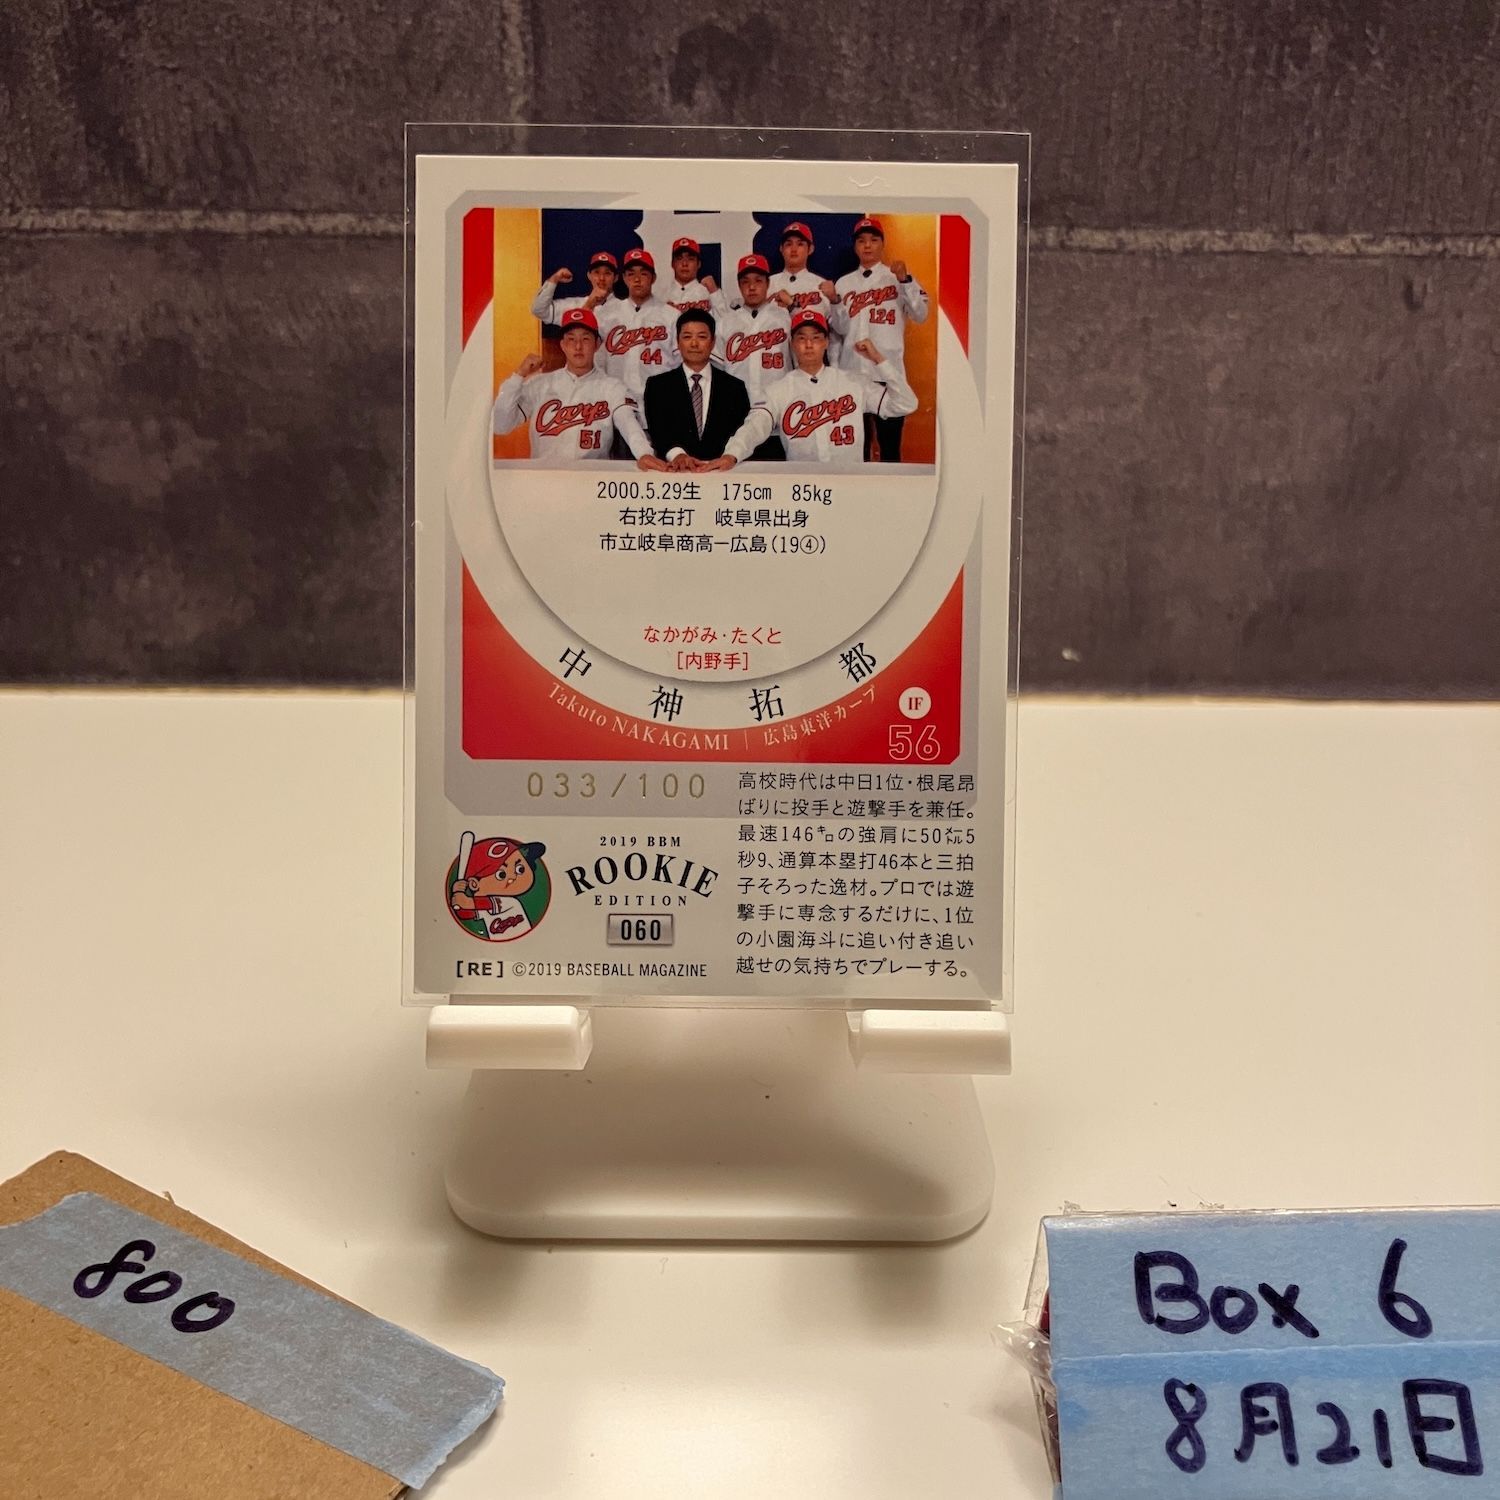 Carp
44
Carp
56
Carp
124
Carp
51
Carp
43
2000.5.29生 175cm 85kg
右投右打 岐阜県出身
市立岐阜商高ー広島(19④)
なかがみ・たくと
[内野手]
中神拓都
Takuto NAKAGAMI | 広島東洋カープ
IF
56
033/100
高校時代は中日1位・根尾昂
ばりに投手と遊撃手を兼任。
最速146㌔の強肩に50㍍5
秒9、通算本塁打46本と三拍
子そろった逸材。プロでは遊
撃手に専念するだけに、1位
の小園海斗に追い付き追い
越せの気持ちでプレーする。
2019 BBM
ROOKIE
EDITION
060
Carp
[RE] ©2019 BASEBALL MAGAZINE
800
Box 6
8月21日